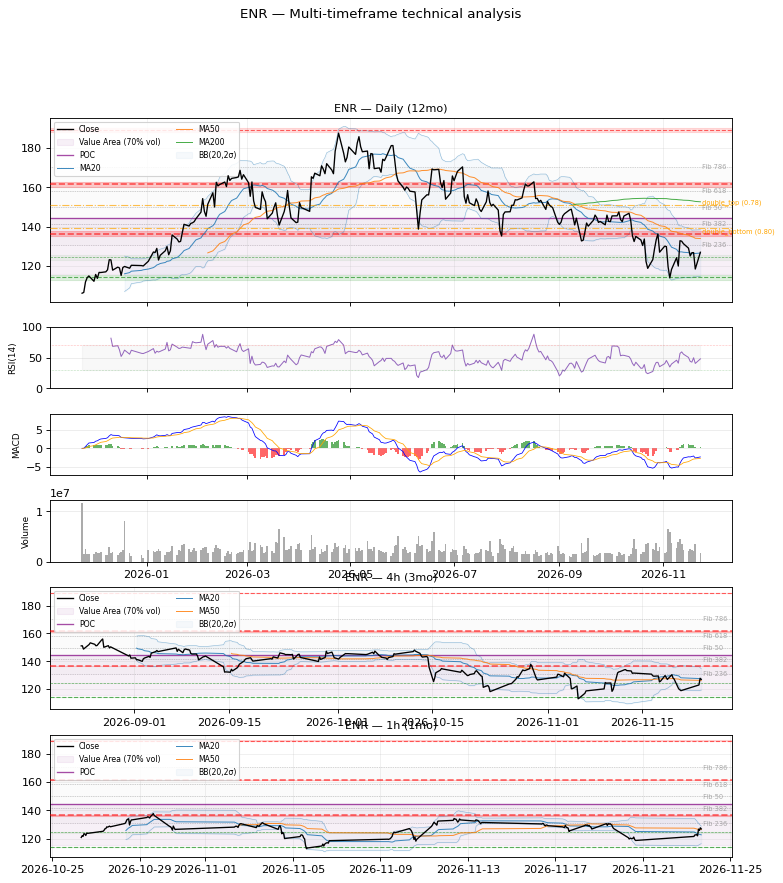 ENR — Multi-timeframe technical analysis
ENR — Daily (12mo)
Close
Value Area (70% vol)
POC
MA20
MA50
MA200
BB(20,2σ)
180
160
140
120
Fib 786
Fib 618
double_top (0.78)
Fib 50
Fib 382
bottom (0.80)
Fib 236
RSI(14)
100
50
0
MACD
5
0
−5
1e7
Volume
1
0
2026-01 2026-03 2026-05 2026-07 2026-09 2026-11
ENR — 4h (3mo)
Close
Value Area (70% vol)
POC
MA20
MA50
BB(20,2σ)
180
160
140
120
Fib 786
Fib 618
Fib 50
Fib 382
Fib 236
2026-09-01 2026-09-15 2026-10-01 2026-10-15 2026-11-01 2026-11-15
ENR — 1h (1mo)
Close
Value Area (70% vol)
POC
MA20
MA50
BB(20,2σ)
180
160
140
120
Fib 786
Fib 618
Fib 50
Fib 382
Fib 236
2026-10-25 2026-10-29 2026-11-01 2026-11-05 2026-11-09 2026-11-13 2026-11-17 2026-11-21 2026-11-25